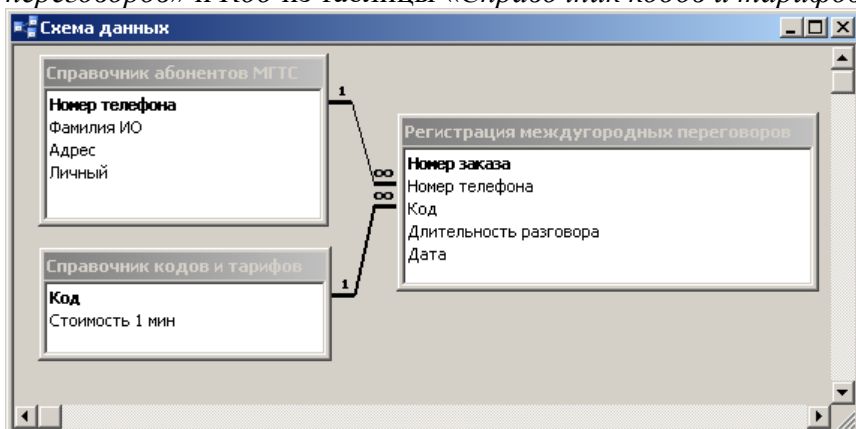 переговоров» и Код из таблицы «Справочник кодов и тарифов
Схема данных
Справочник абонентов МГТС
Номер телефона
Фамилия ИО
Адрес
Личный
1
∞
∞
Регистрация междугородных переговоров
Номер заказа
Номер телефона
Код
Длительность разговора
Дата
Справочник кодов и тарифов
1
Код
Стоимость 1 мин